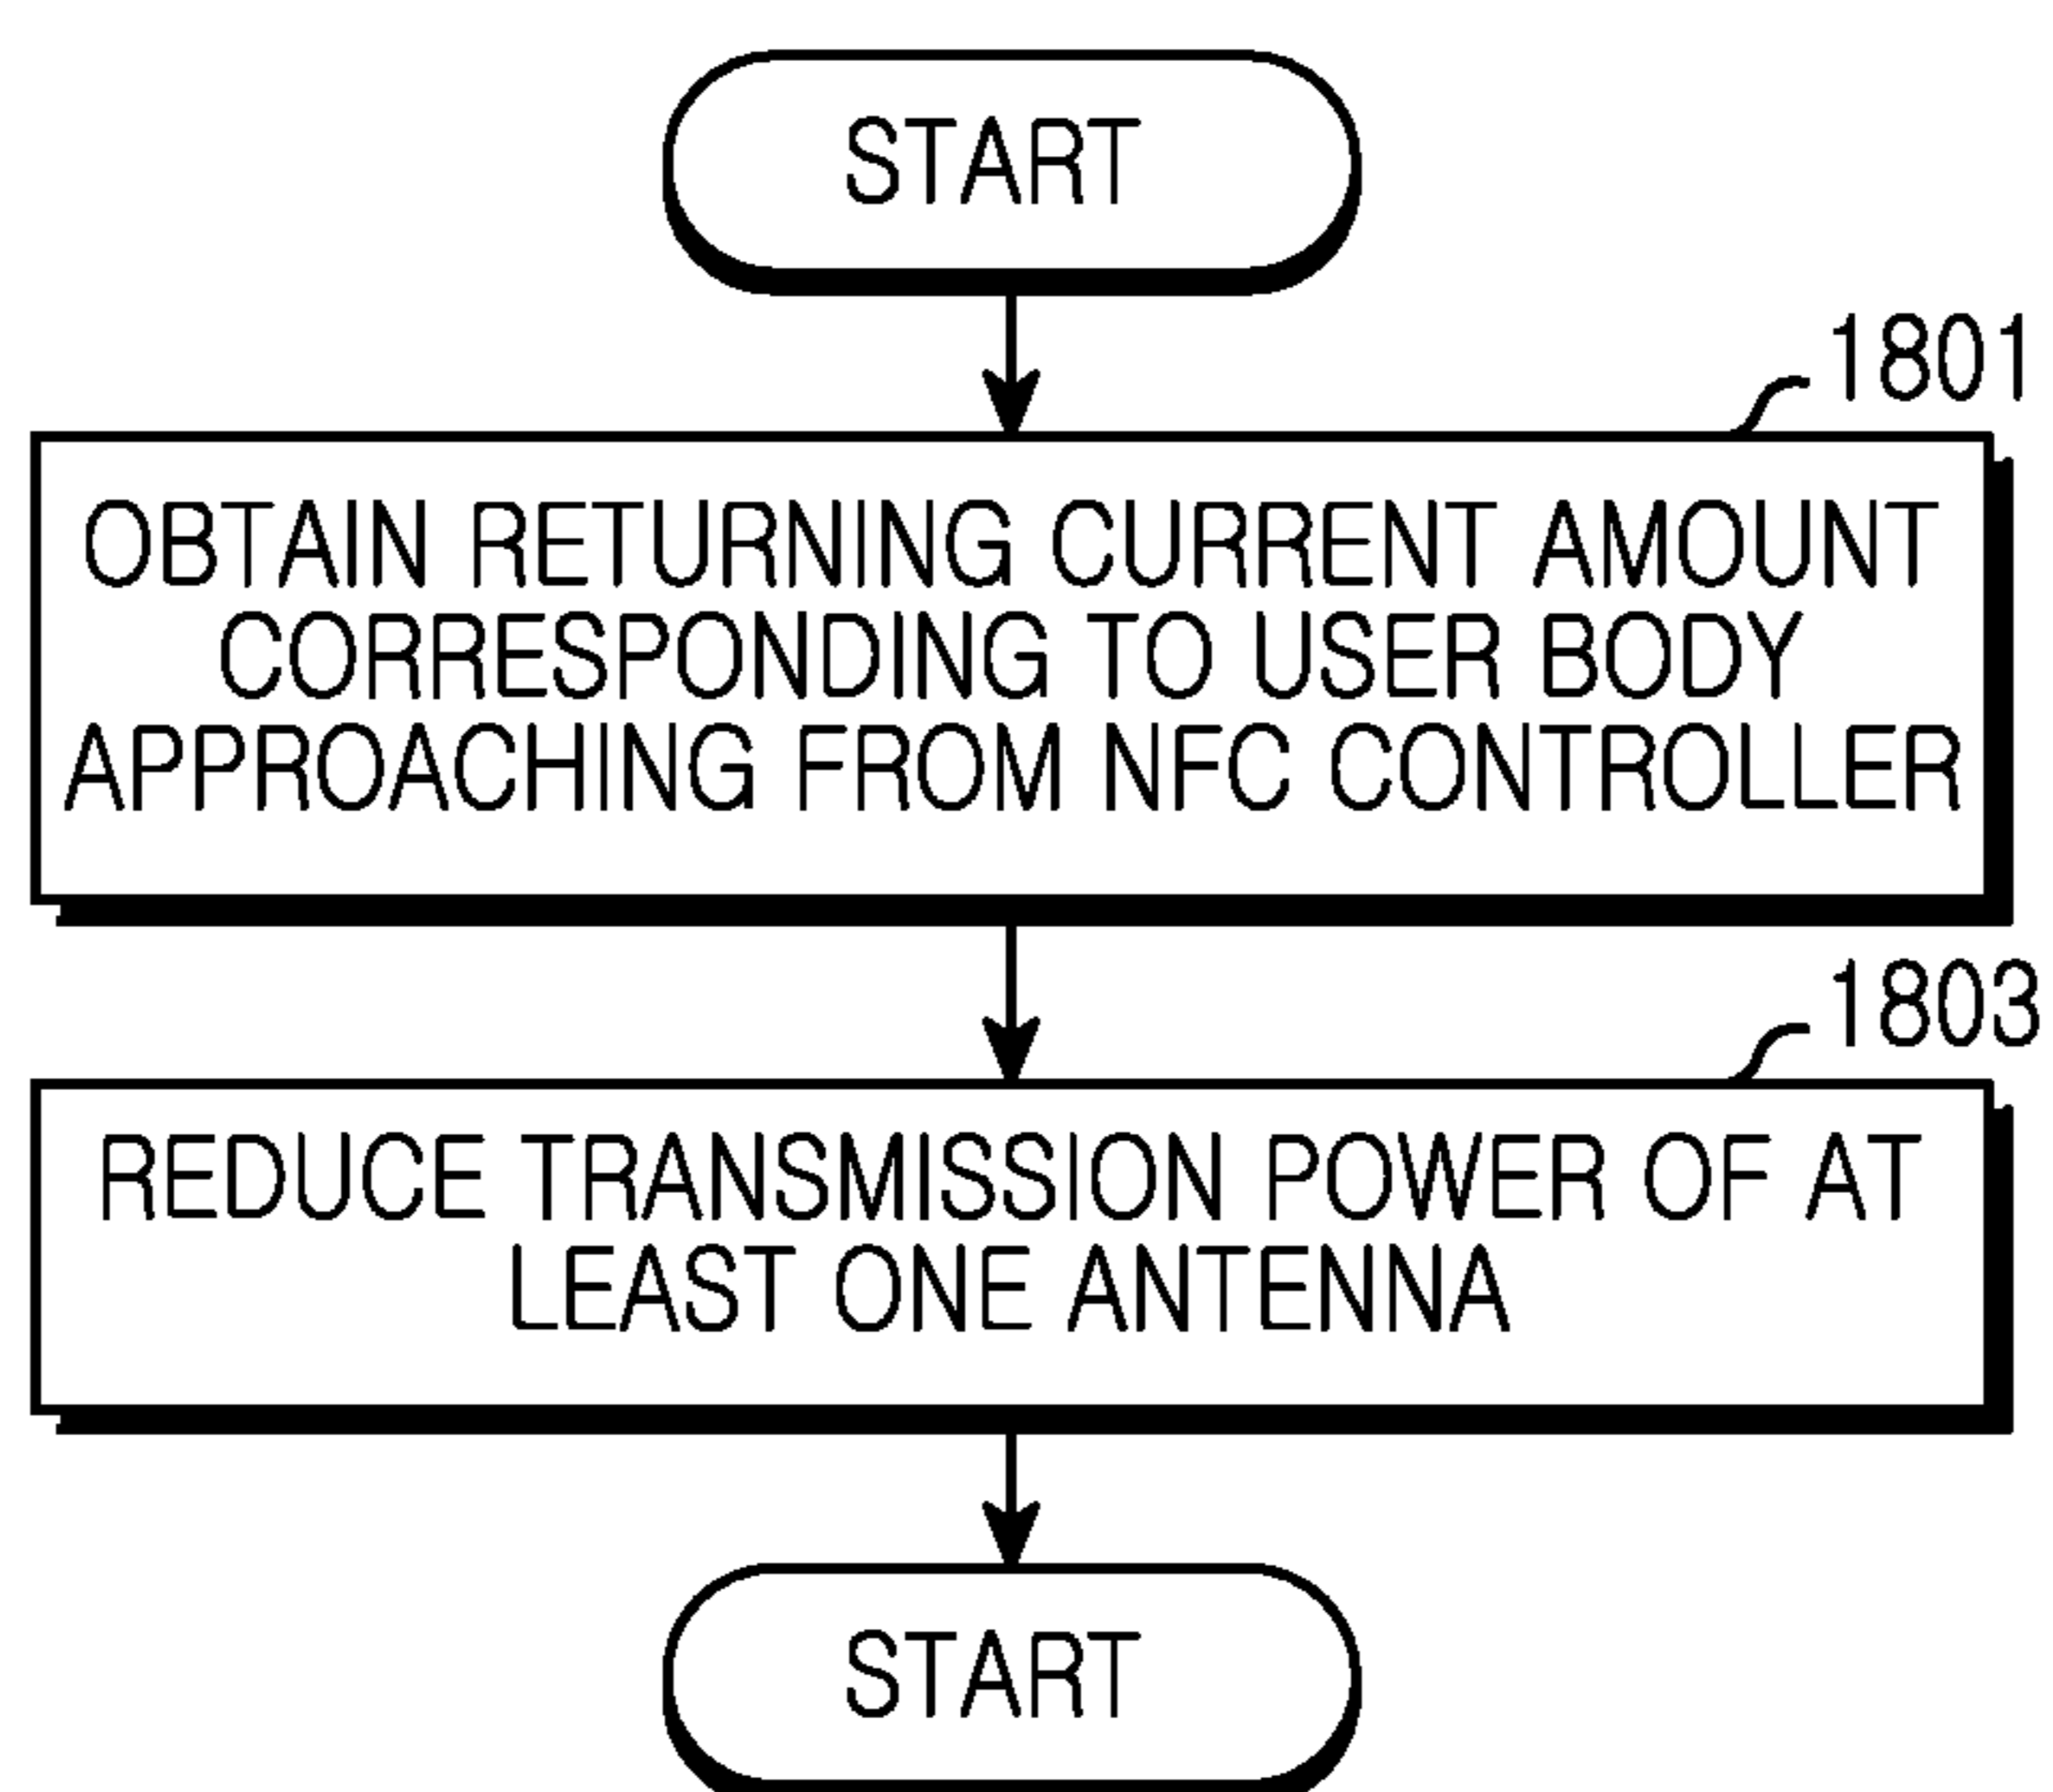 START
1801
OBTAIN RETURNING CURRENT AMOUNT
CORRESPONDING TO USER BODY
APPROACHING FROM NFC CONTROLLER
1803
REDUCE TRANSMISSION POWER OF AT
LEAST ONE ANTENNA
START